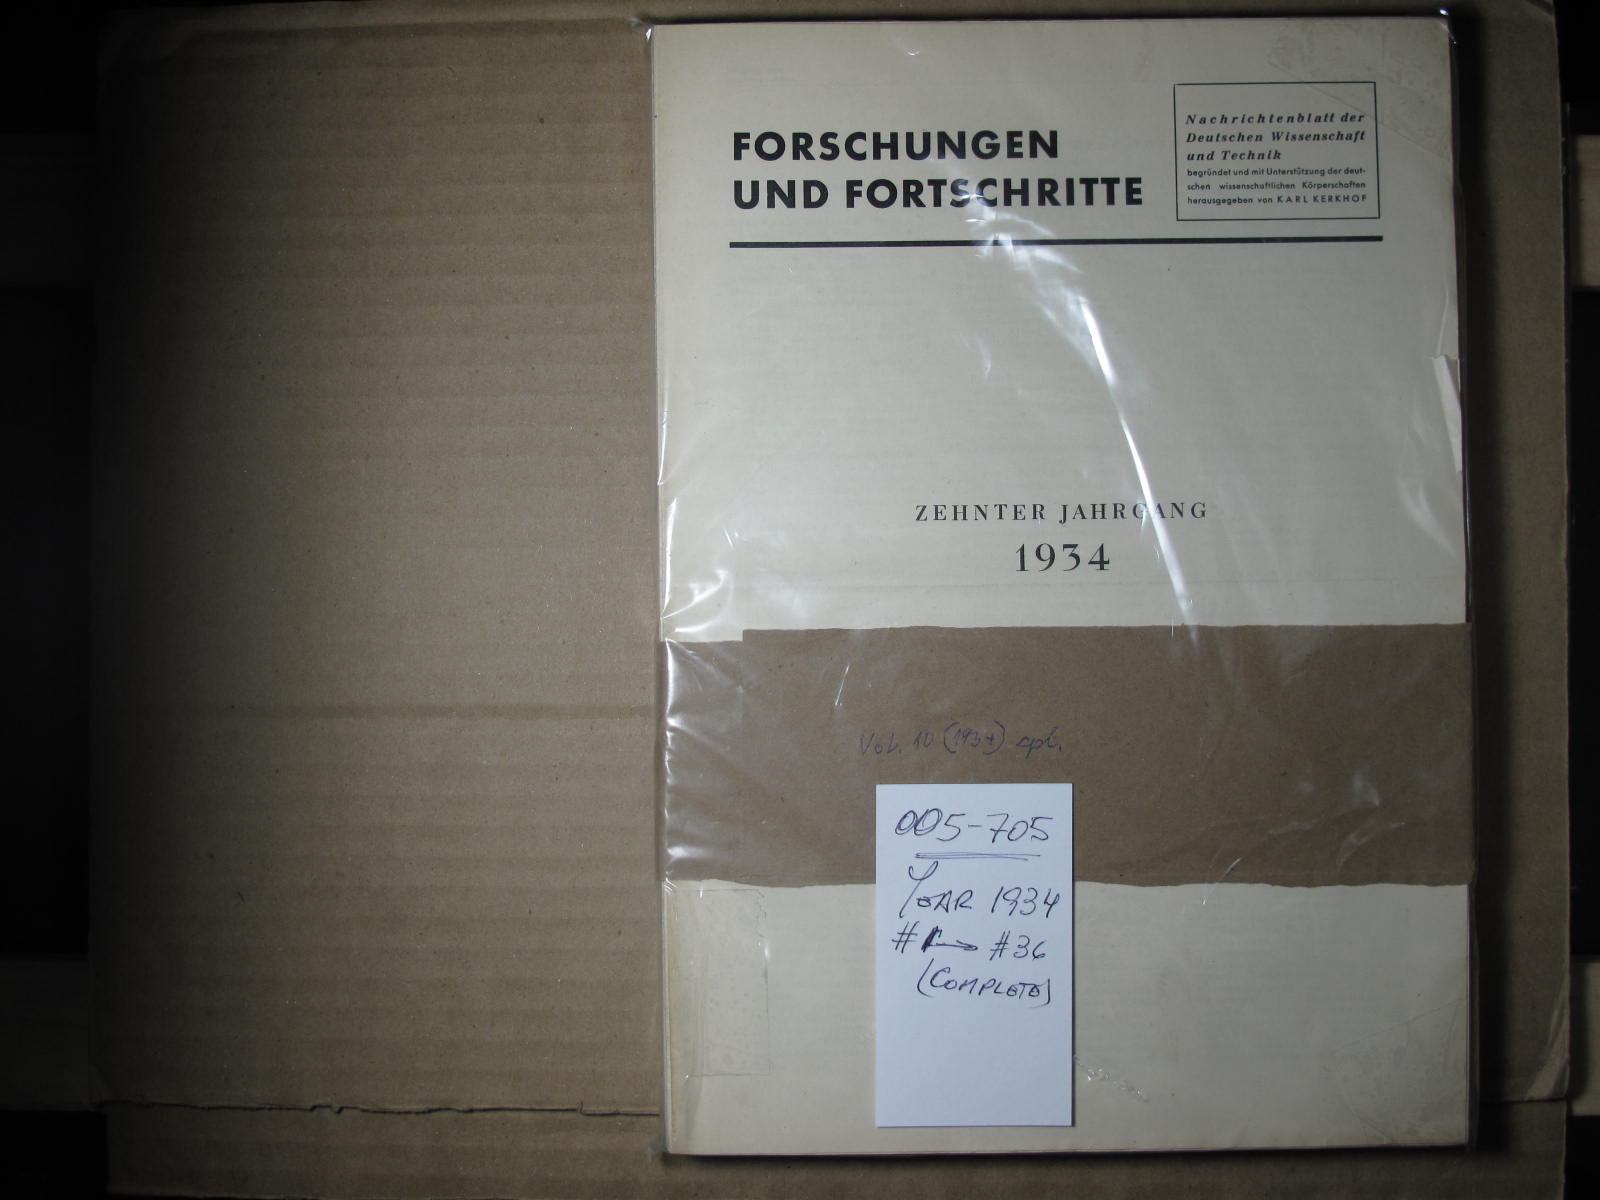 FORSCHUNGEN
UND FORTSCHRITTE
Nachrichtenblatt der
Deutschen Wissenschaft
und Technik
begründet und mit Unterstützung der deut-
schen wissenschaftlichen Körperschaften
herausgegeben von KARL KERKHOF
ZEHNTER JAHRGANG
1934
Vol. 10 (1934) cpl.
005-705
YEAR 1934
#1 → #36
(COMPLETE)